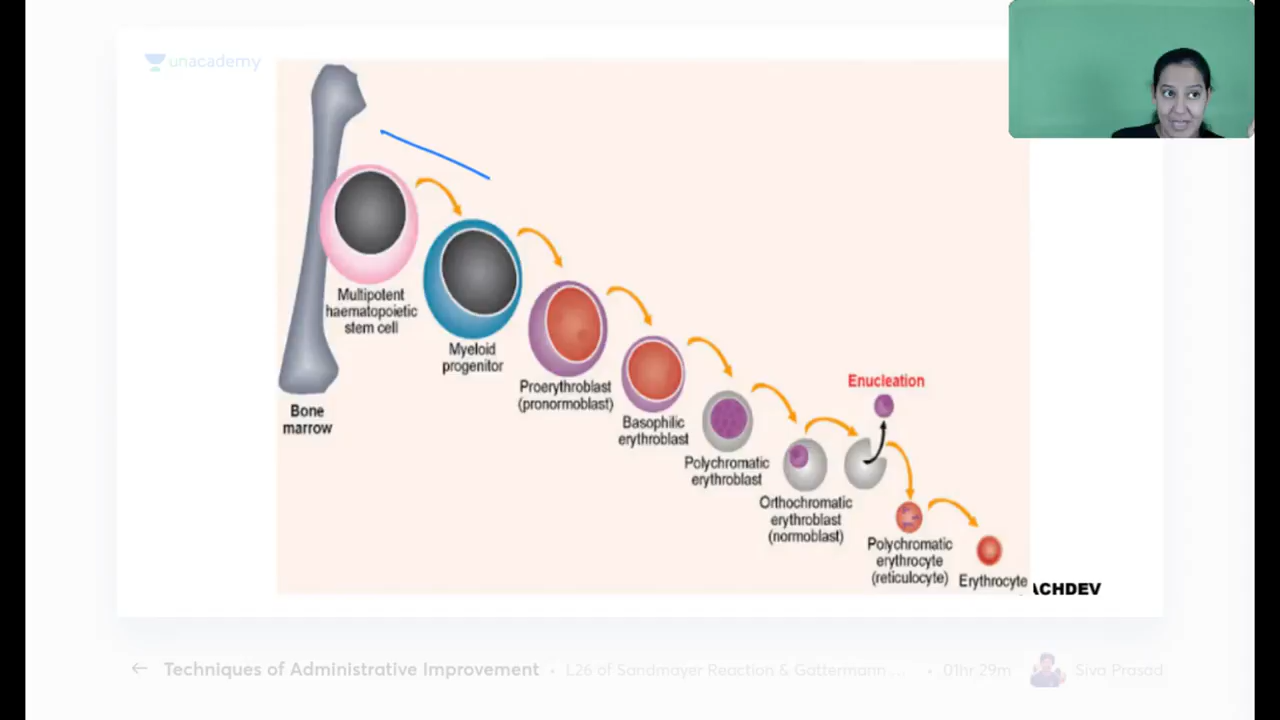 unacademy
Multipotent
haematopoietic
stem cell
Myeloid
progenitor
Proerythroblast
(pronormoblast)
Bone
marrow
Basophilic
erythroblast
Polychromatic
erythroblast
Enucleation
Orthochromatic
erythroblast
(normoblast)
Polychromatic
erythrocyte
(reticulocyte)
Erythrocyte
ACHDEV
← Techniques of Administrative Improvement • L26 of Sandmayer Reaction & Gattermann ... • 01hr 29m Siva Prasad